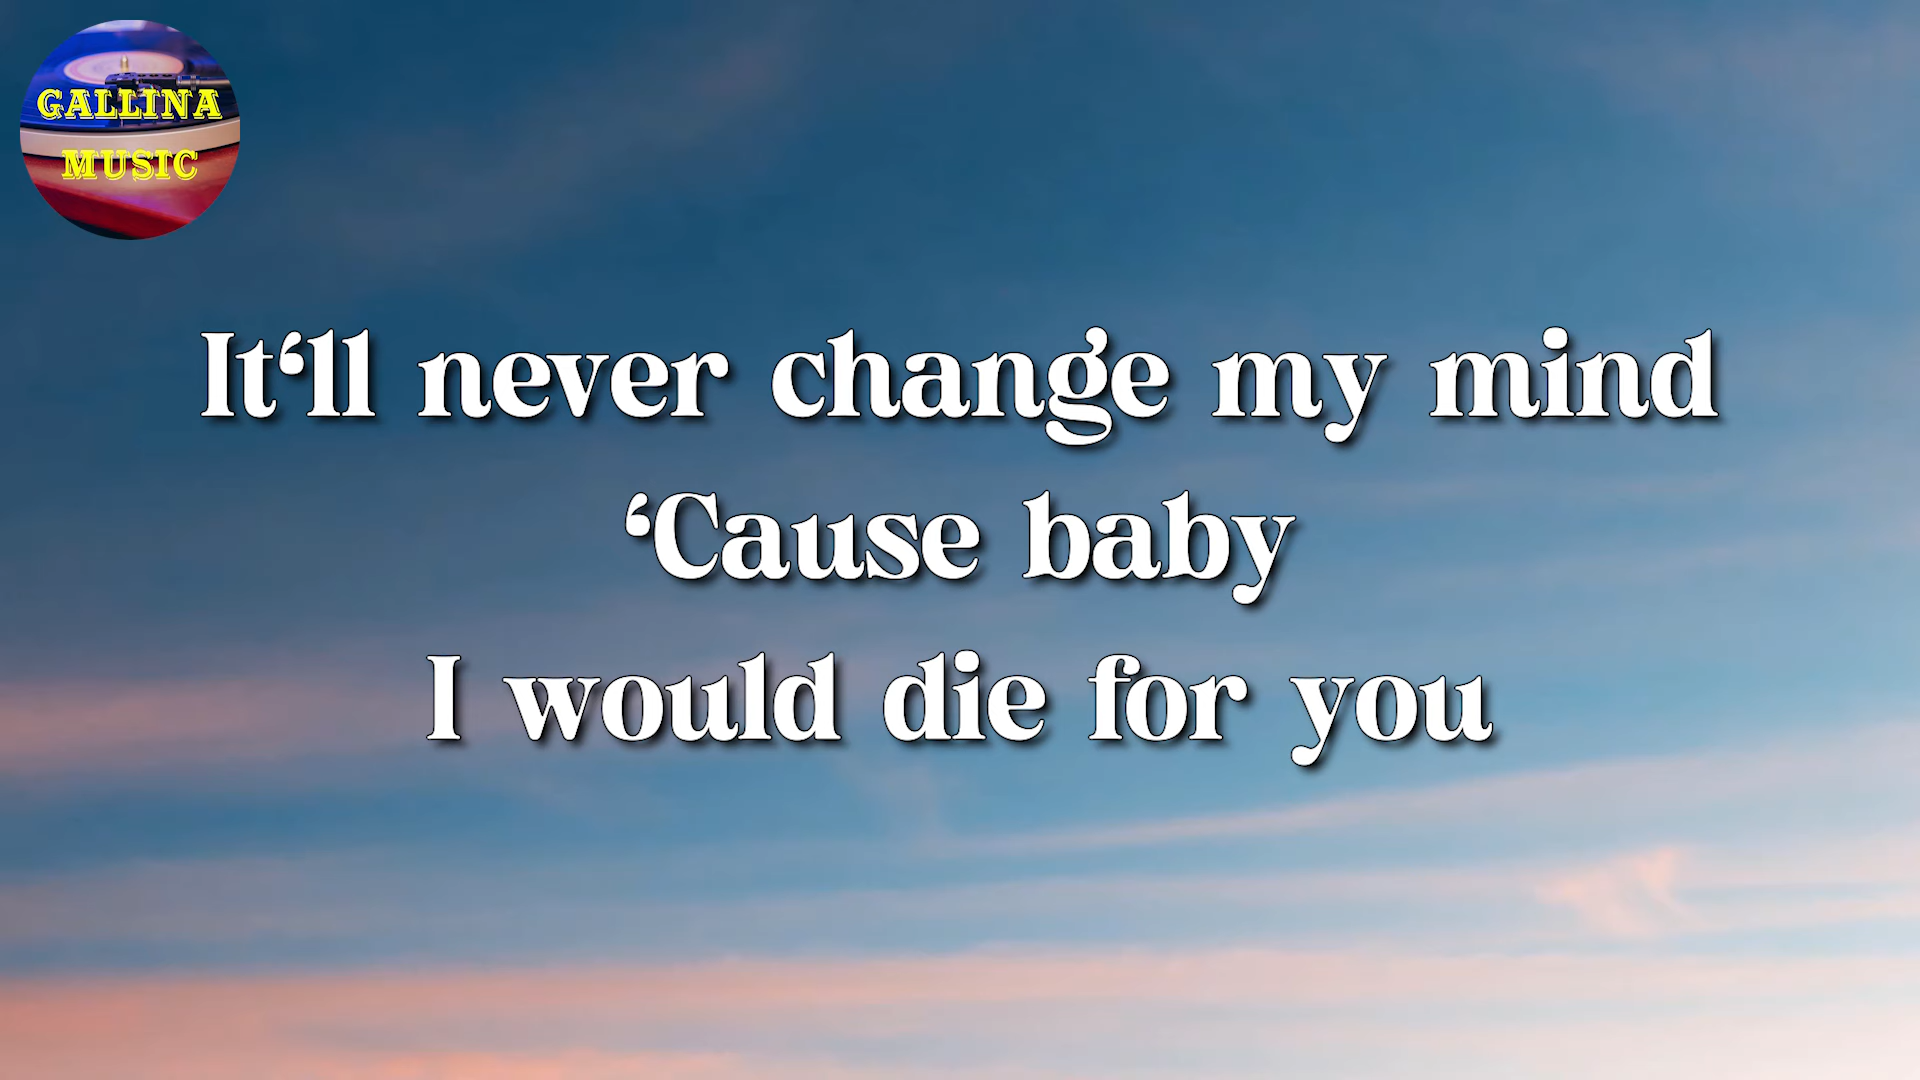 GALLINA
MUSIC
It‘ll never change my mind
‘Cause baby
I would die for you